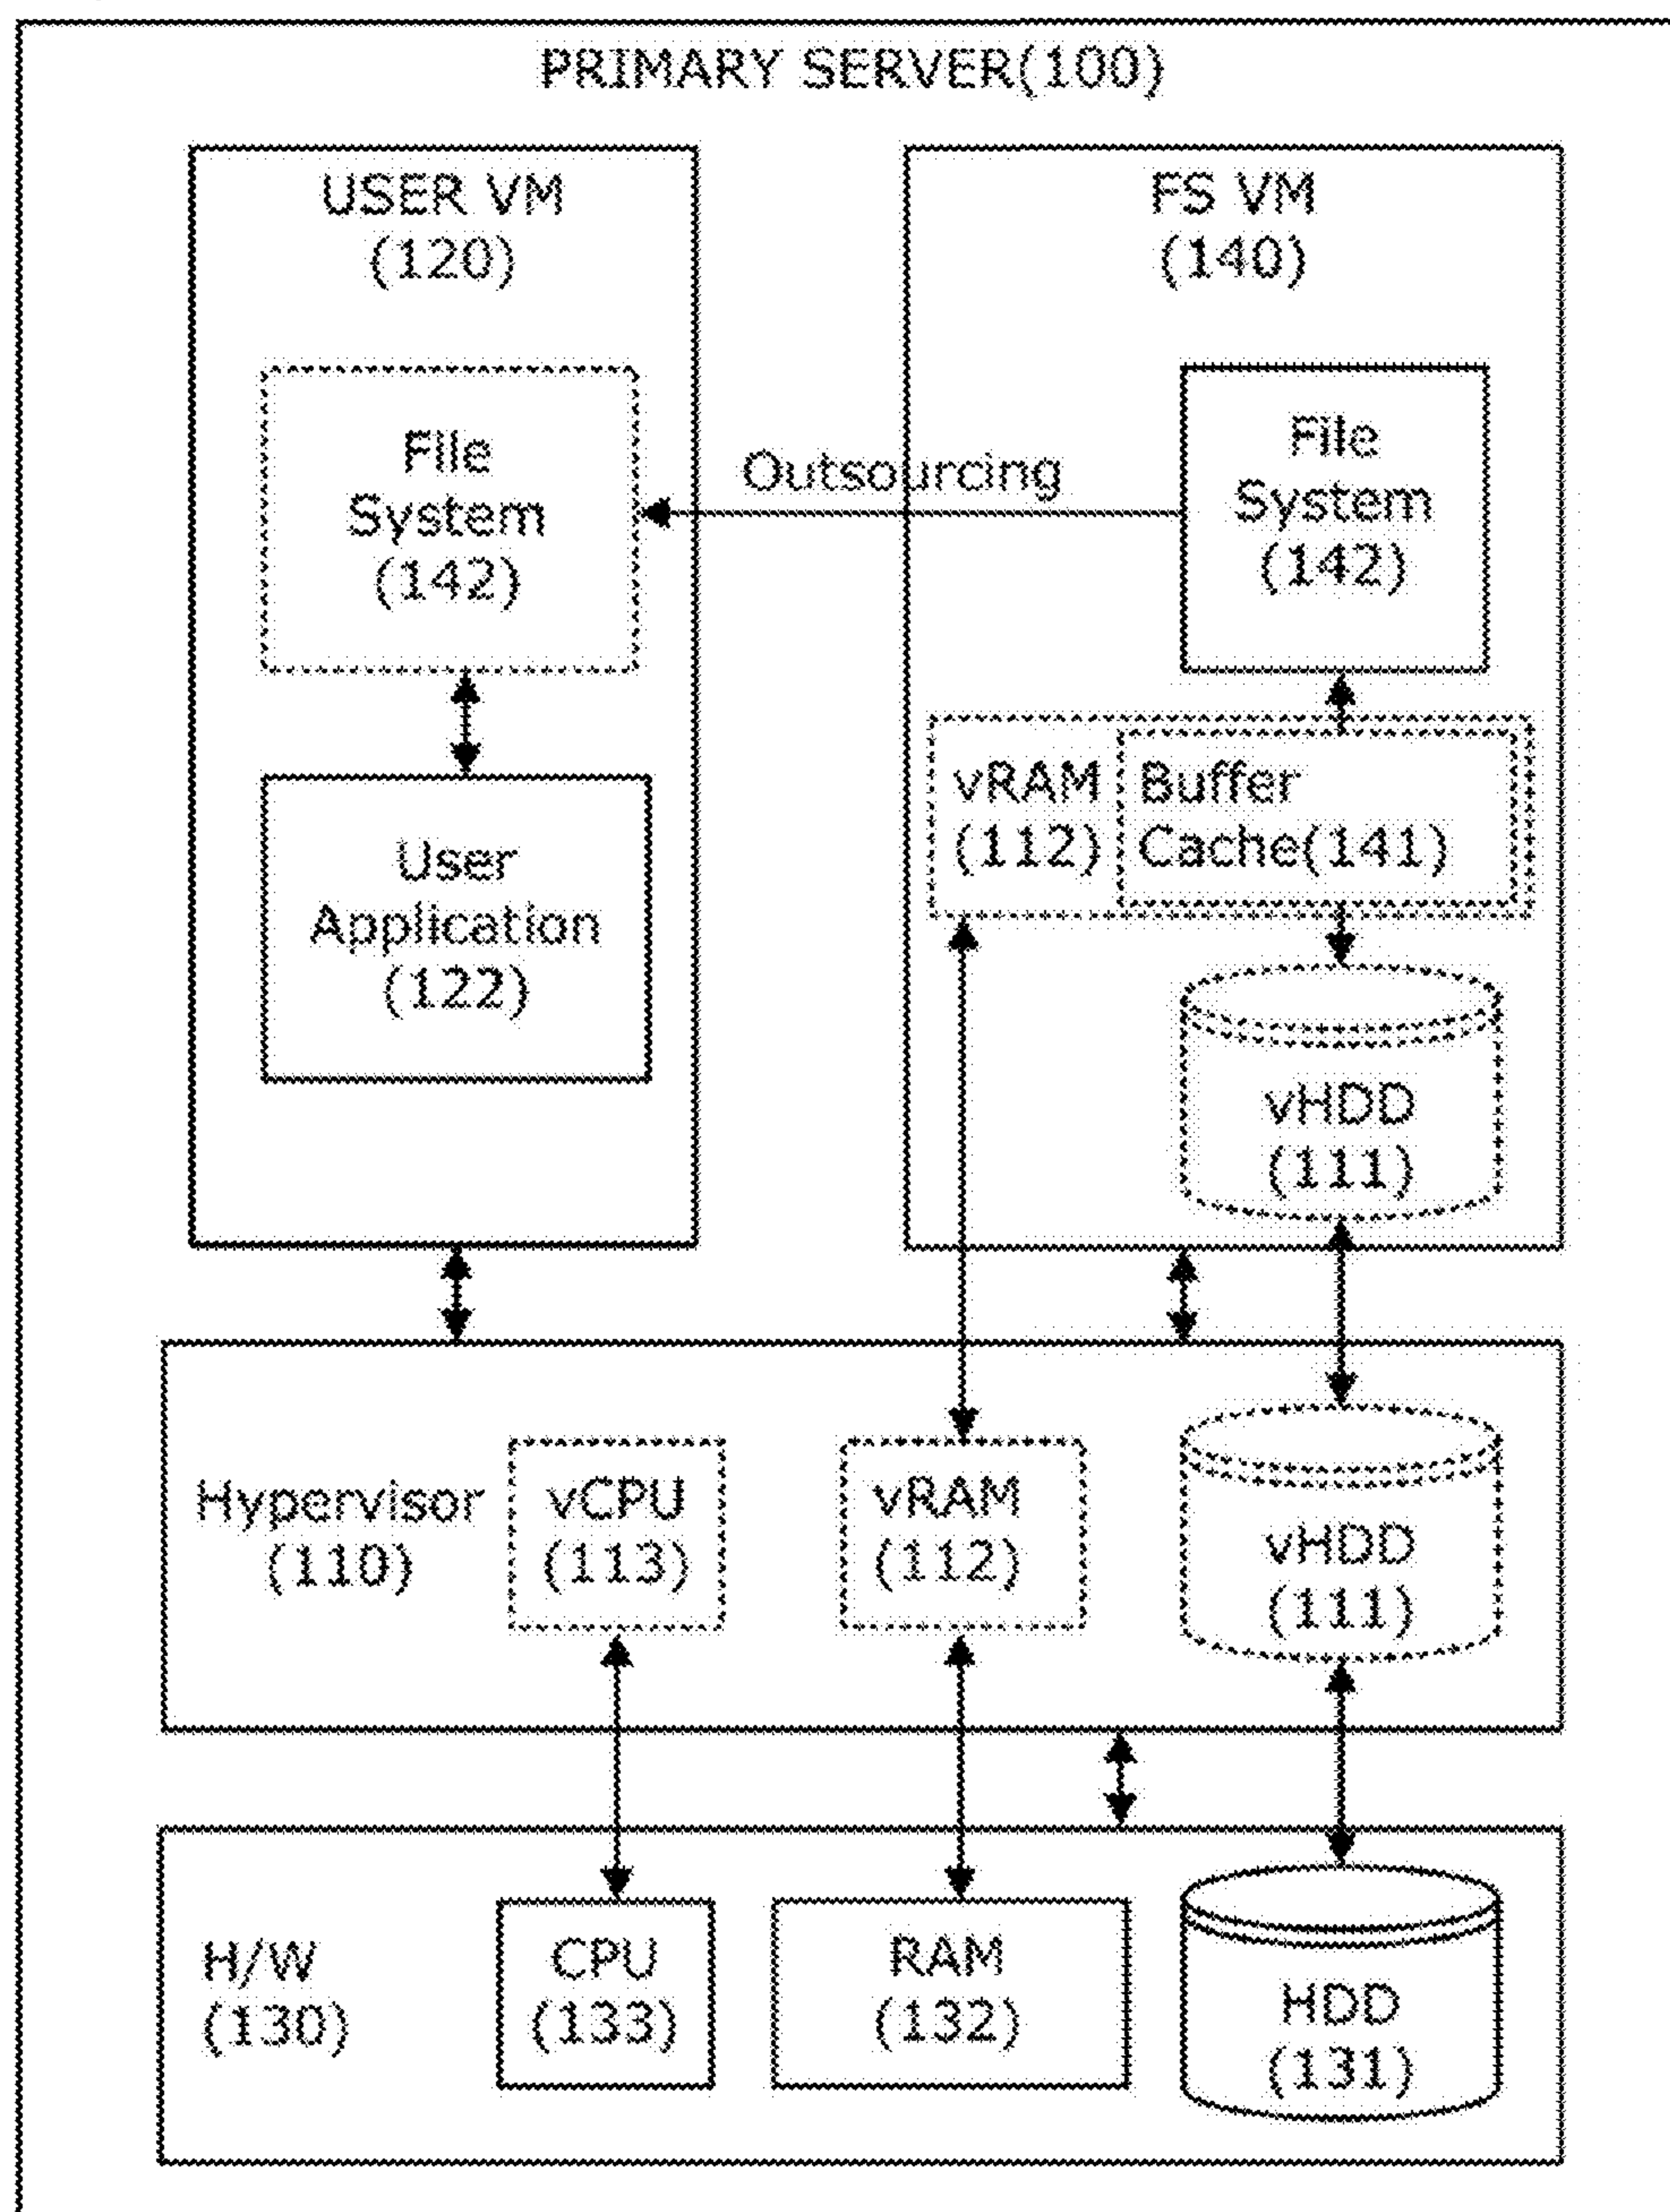 PRIMARY SERVER(100)
USER VM
(120)
File
System
(142)
User
Application
(122)
Outsourcing
FS VM
(140)
File
System
(142)
vRAM
(112)
Buffer
Cache(141)
vHDD
(111)
Hypervisor
(110)
vCPU
(113)
vRAM
(112)
vHDD
(111)
H/W
(130)
CPU
(133)
RAM
(132)
HDD
(131)